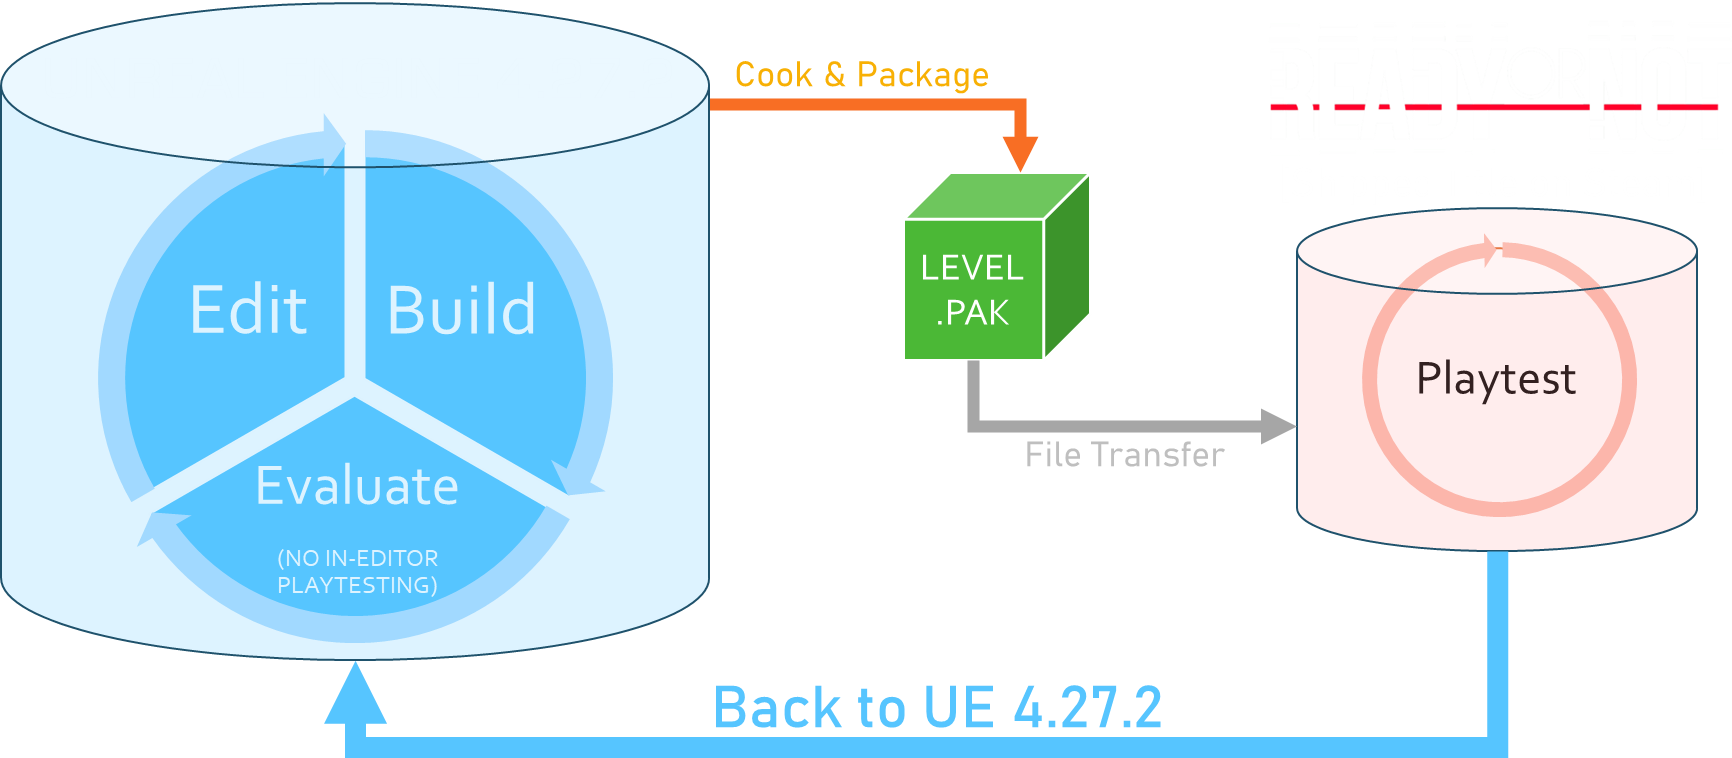 Cook & Package
Edit
Build
Evaluate
(NO IN-EDITOR
PLAYTESTING)
LEVEL
.PAK
File Transfer
Playtest
Back to UE 4.27.2